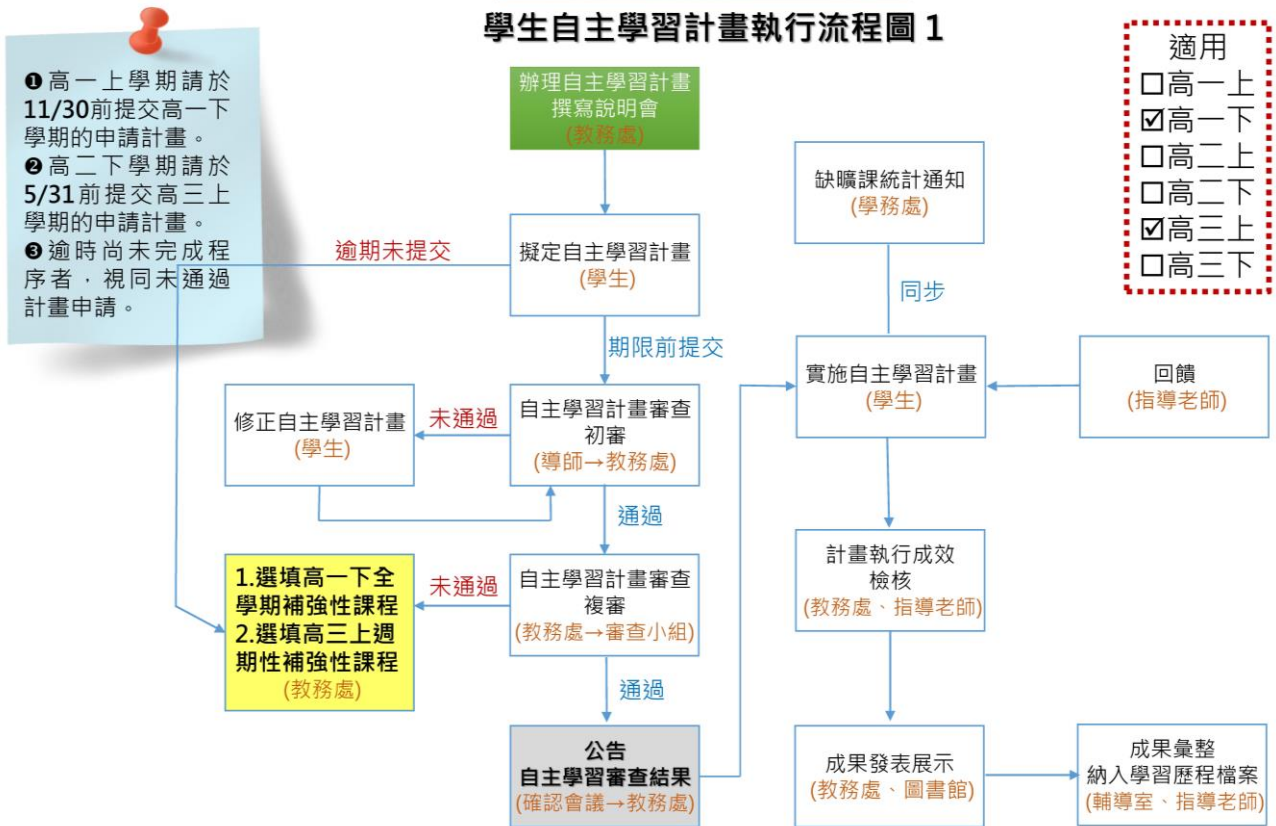 學生自主學習計畫執行流程圖 1
❶高一上學期請於
11/30前提交高一下
學期的申請計畫。
❷高二下學期請於
5/31前提交高三上
學期的申請計畫。
❸逾時尚未完成程
序者，視同未通過
計畫申請。
適用
☐高一上
☑高一下
☐高二上
☐高二下
☑高三上
☐高三下
辦理自主學習計畫
撰寫說明會
(教務處)
擬定自主學習計畫
(學生)
逾期未提交
期限前提交
自主學習計畫審查
初審
(導師→教務處)
未通過
修正自主學習計畫
(學生)
通過
自主學習計畫審查
複審
(教務處→審查小組)
未通過
1.選填高一下全
學期補強性課程
2.選填高三上週
期性補強性課程
(教務處)
通過
公告
自主學習審查結果
(確認會議→教務處)
缺曠課統計通知
(學務處)
同步
實施自主學習計畫
(學生)
回饋
(指導老師)
計畫執行成效
檢核
(教務處、指導老師)
成果發表展示
(教務處、圖書館)
成果彙整
納入學習歷程檔案
(輔導室、指導老師)